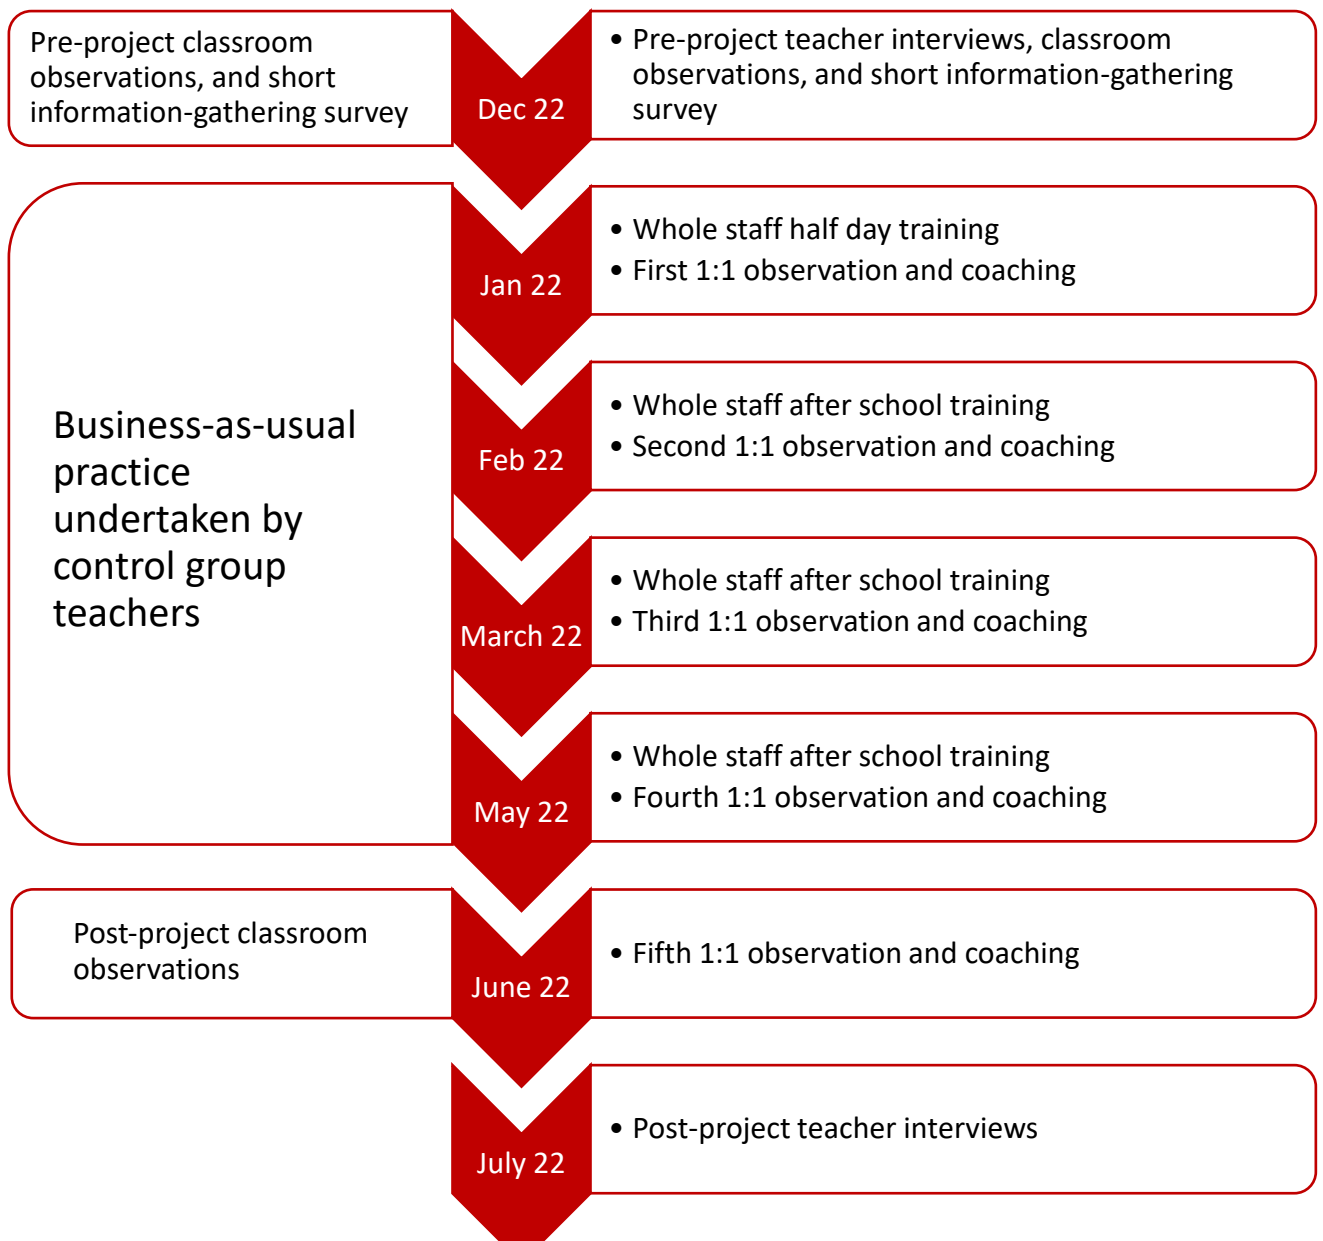 Pre-project classroom
observations, and short
information-gathering survey
Dec 22
• Pre-project teacher interviews, classroom
observations, and short information-gathering
survey
Business-as-usual
practice
undertaken by
control group
teachers
Jan 22
• Whole staff half day training
• First 1:1 observation and coaching
Feb 22
• Whole staff after school training
• Second 1:1 observation and coaching
March 22
• Whole staff after school training
• Third 1:1 observation and coaching
May 22
• Whole staff after school training
• Fourth 1:1 observation and coaching
Post-project classroom
observations
June 22
• Fifth 1:1 observation and coaching
July 22
• Post-project teacher interviews